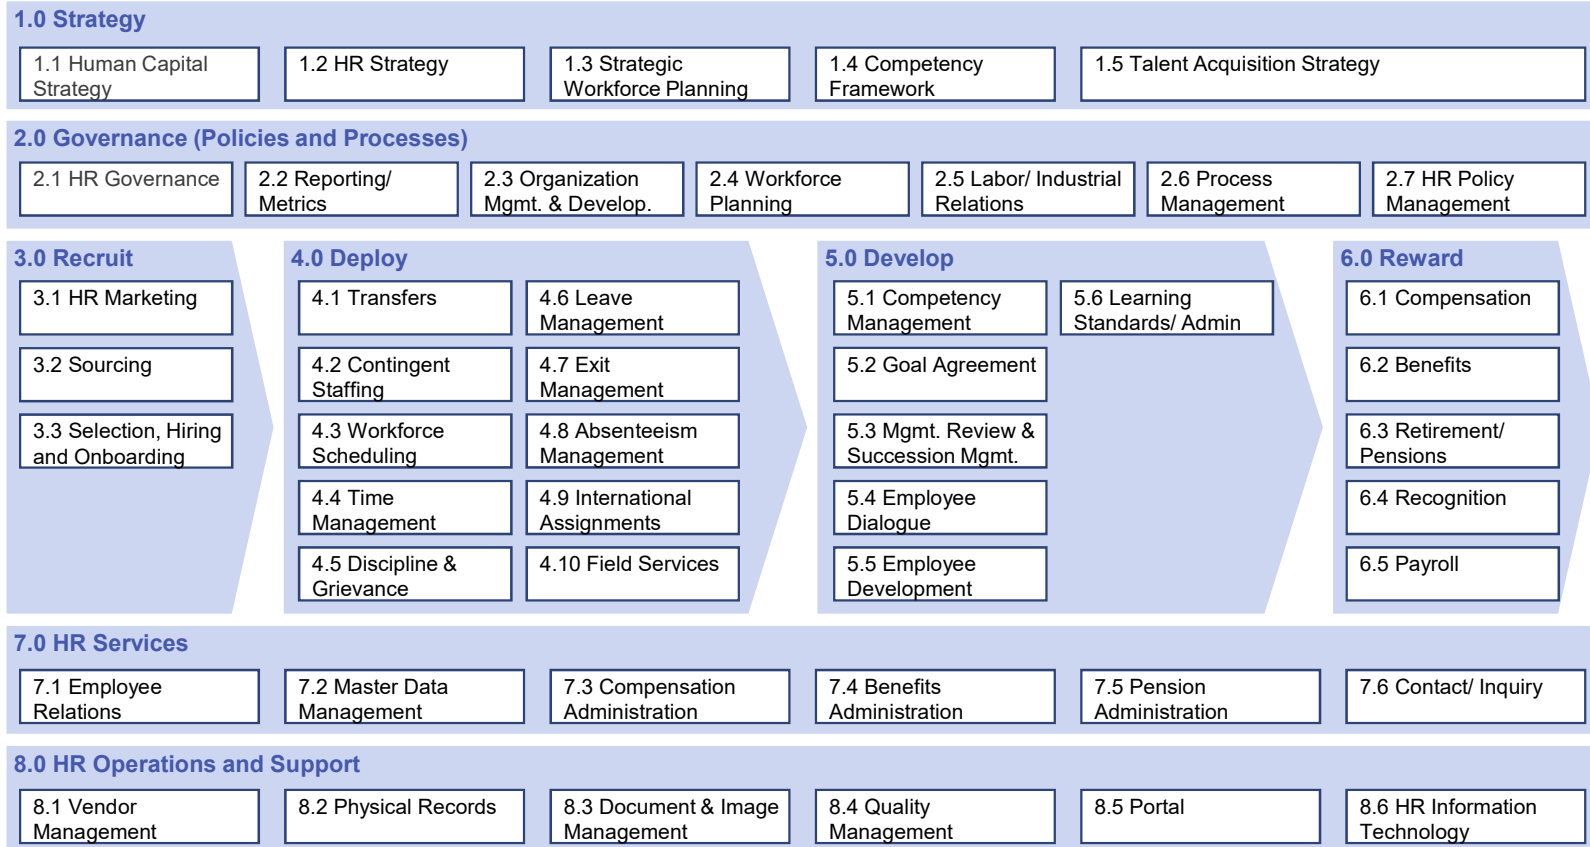 1.0 Strategy
1.1 Human Capital
Strategy
1.2 HR Strategy
1.3 Strategic
Workforce Planning
1.4 Competency
Framework
1.5 Talent Acquisition Strategy
2.0 Governance (Policies and Processes)
2.1 HR Governance
2.2 Reporting/
Metrics
2.3 Organization
Mgmt. & Develop.
2.4 Workforce
Planning
2.5 Labor/ Industrial
Relations
2.6 Process
Management
2.7 HR Policy
Management
3.0 Recruit
3.1 HR Marketing
3.2 Sourcing
3.3 Selection, Hiring
and Onboarding
4.0 Deploy
4.1 Transfers
4.2 Contingent
Staffing
4.3 Workforce
Scheduling
4.4 Time
Management
4.5 Discipline &
Grievance
4.6 Leave
Management
4.7 Exit
Management
4.8 Absenteeism
Management
4.9 International
Assignments
4.10 Field Services
5.0 Develop
5.1 Competency
Management
5.2 Goal Agreement
5.3 Mgmt. Review &
Succession Mgmt.
5.4 Employee
Dialogue
5.5 Employee
Development
5.6 Learning
Standards/ Admin
6.0 Reward
6.1 Compensation
6.2 Benefits
6.3 Retirement/
Pensions
6.4 Recognition
6.5 Payroll
7.0 HR Services
7.1 Employee
Relations
7.2 Master Data
Management
7.3 Compensation
Administration
7.4 Benefits
Administration
7.5 Pension
Administration
7.6 Contact/ Inquiry
8.0 HR Operations and Support
8.1 Vendor
Management
8.2 Physical Records
8.3 Document & Image
Management
8.4 Quality
Management
8.5 Portal
8.6 HR Information
Technology